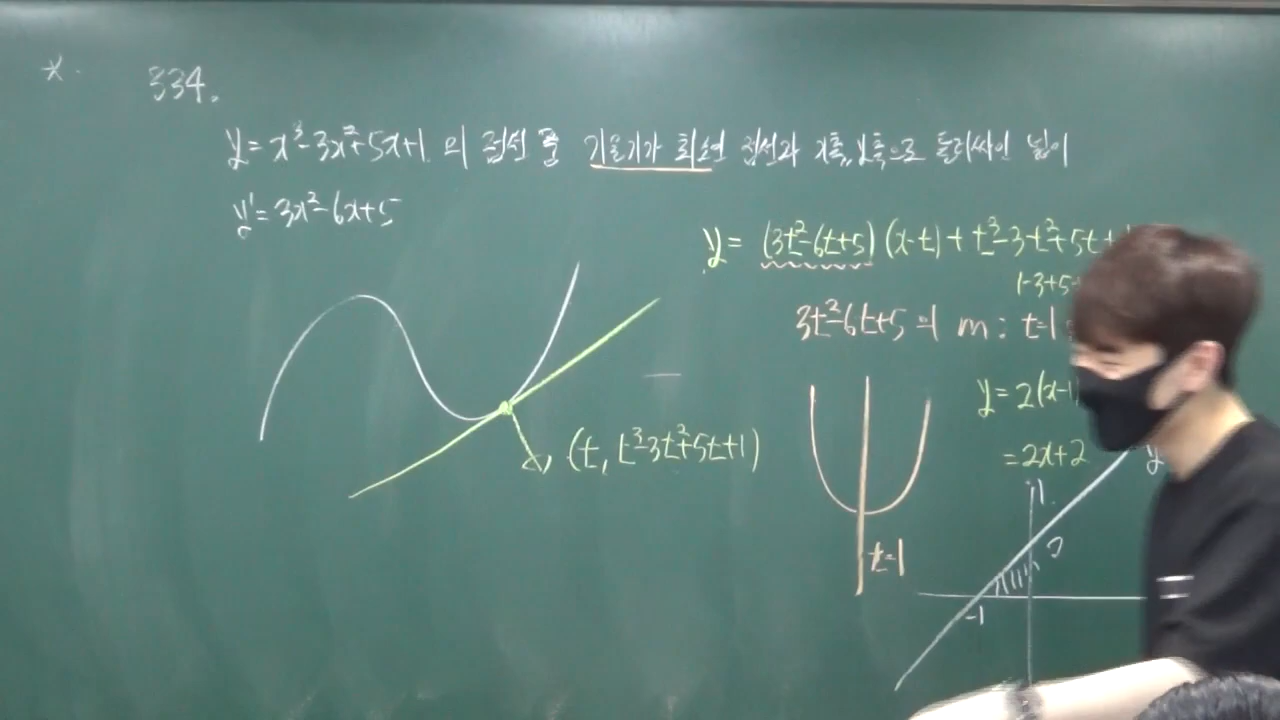 *. 534.
y = x³-3x²+5x+1 의 접선 중 기울기가 최소인 접선과 x축, y축으로 둘러싸인 넓이
y' = 3x²-6x+5
y = (3t²-6t+5)(x-t) + t³-3t²+5t+
1-3+5+
3t²-6t+5 의 m : t=1
y = 2(x-1
= 2x+2
(t, t³-3t²+5t+1)
t=1
y
2
-1